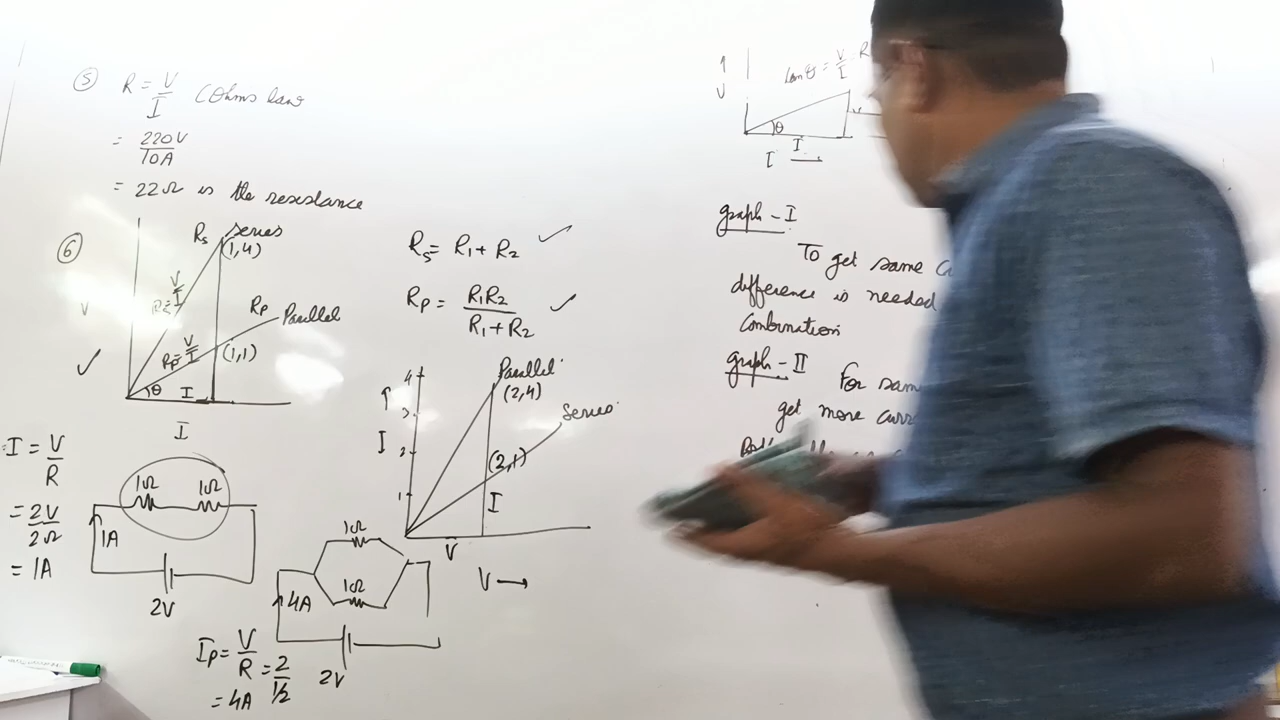 5 R = V/I (Ohms law
= 220V/10A
= 22Ω is the resistance
6
V
Rs Series
(1,4)
R = V/I
RP Parallel
RP = V/I
(1,1)
θ I
I
RS = R1 + R2 ✓
RP = R1R2/R1 + R2 ✓
✓
I = V/R
= 2V/2Ω
= 1A
1Ω 1Ω
1A
2V
4
3
2
1
↑
I
Parallel
(2,4)
Series
(2,1)
I
V
V →
1Ω
1Ω
4A
2V
IP = V/R = 2/1/2
= 4A
↑
V
tanθ = V/I R
θ I
I
graph - I
To get same
difference is needed
Combination
graph - II
For same
get more